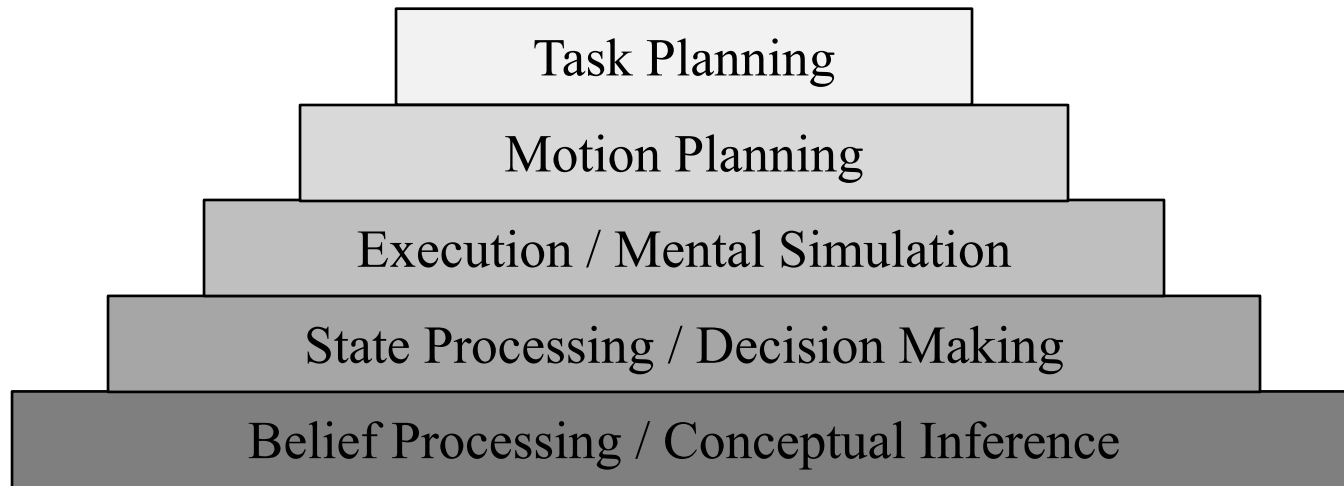 Task Planning
Motion Planning
Execution / Mental Simulation
State Processing / Decision Making
Belief Processing / Conceptual Inference